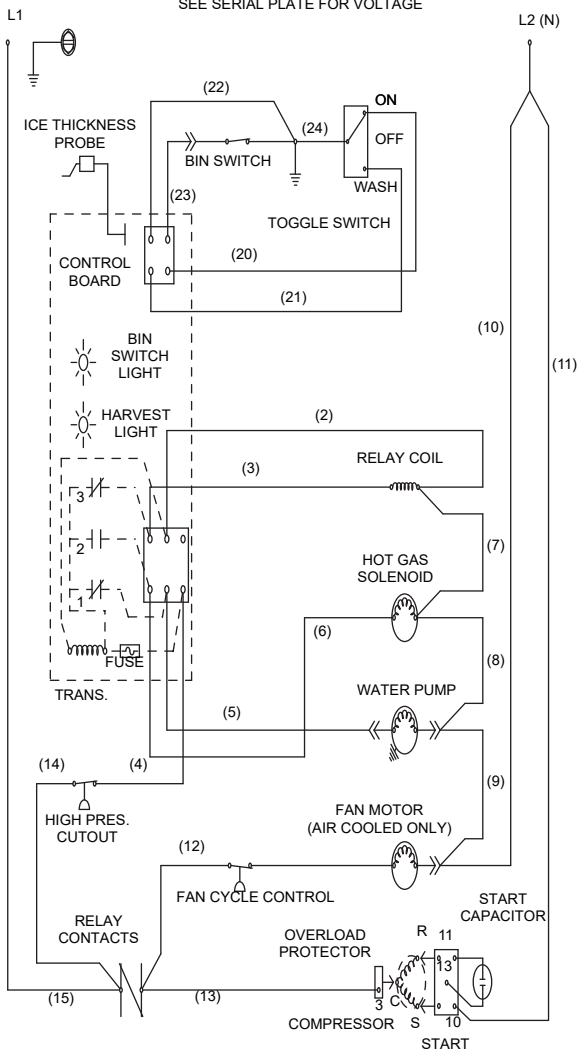 SEE SERIAL PLATE FOR VOLTAGE
L1
L2 (N)
(22)
ON
ICE THICKNESS
PROBE
(24)
OFF
BIN SWITCH
WASH
(23)
TOGGLE SWITCH
(20)
CONTROL
BOARD
(21)
(10)
BIN
SWITCH
LIGHT
(11)
HARVEST
LIGHT
(2)
RELAY COIL
(3)
3
(7)
2
HOT GAS
SOLENOID
1
(6)
(8)
FUSE
WATER PUMP
TRANS.
(5)
(14)
(4)
(9)
HIGH PRES.
CUTOUT
FAN MOTOR
(AIR COOLED ONLY)
(12)
FAN CYCLE CONTROL
START
CAPACITOR
RELAY
CONTACTS
OVERLOAD
PROTECTOR
R
11
13
(15)
(13)
3
C
COMPRESSOR
S
10
START